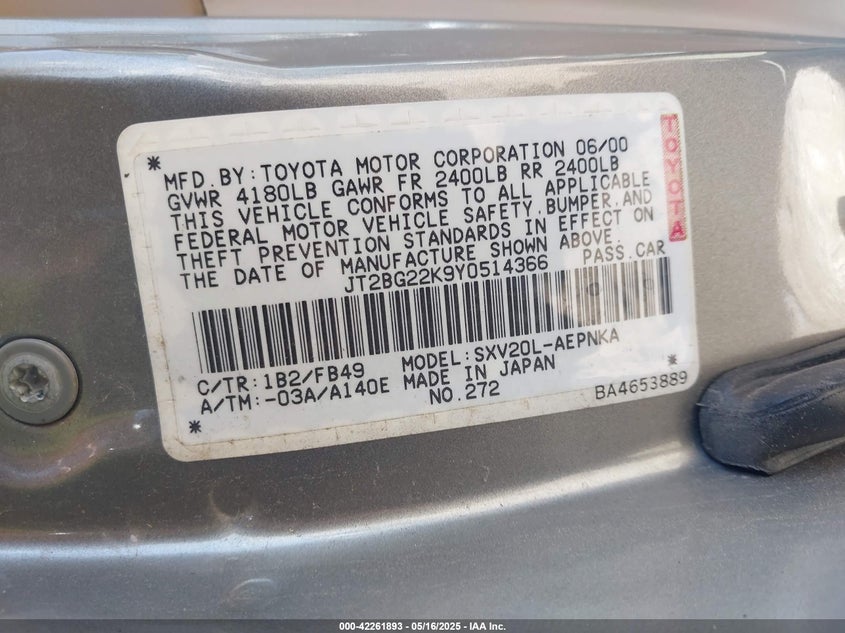 * MFD.BY:TOYOTA MOTOR CORPORATION 06/00
GVWR 4180LB GAWR FR 2400LB RR 2400LB
THIS VEHICLE CONFORMS TO ALL APPLICABLE
FEDERAL MOTOR VEHICLE SAFETY,BUMPER,AND
THEFT PREVENTION STANDARDS IN EFFECT ON
THE DATE OF MANUFACTURE SHOWN ABOVE.
JT2BG22K9Y0514366 PASS.CAR
TOYOTA
C/TR:1B2/FB49 MODEL:SXV20L-AEPNKA
A/TM:-03A/A140E MADE IN JAPAN *
* NO.272 BA4653889
000-42261893 - 05/16/2025 - IAA Inc.